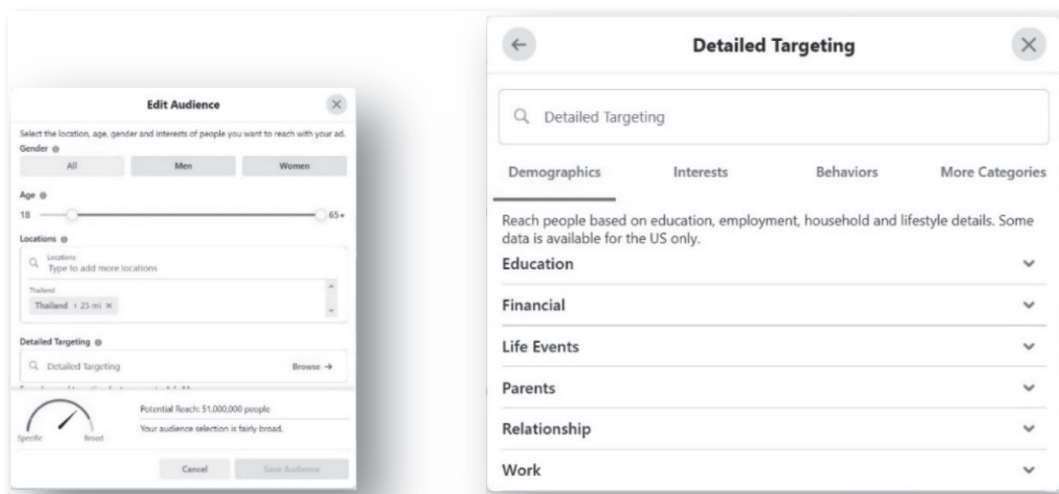 Edit Audience
Select the location, age, gender and interests of people you want to reach with your ad.
Gender
All Men Women
Age
18 65+
Locations
Locations
Type to add more locations
Thailand
Thailand + 25 mi ×
Detailed Targeting
Detailed Targeting Browse →
Potential Reach: 51,000,000 people
Your audience selection is fairly broad.
Specific Broad
Cancel Save Audience
Detailed Targeting
Detailed Targeting
Demographics Interests Behaviors More Categories
Reach people based on education, employment, household and lifestyle details. Some
data is available for the US only.
Education
Financial
Life Events
Parents
Relationship
Work